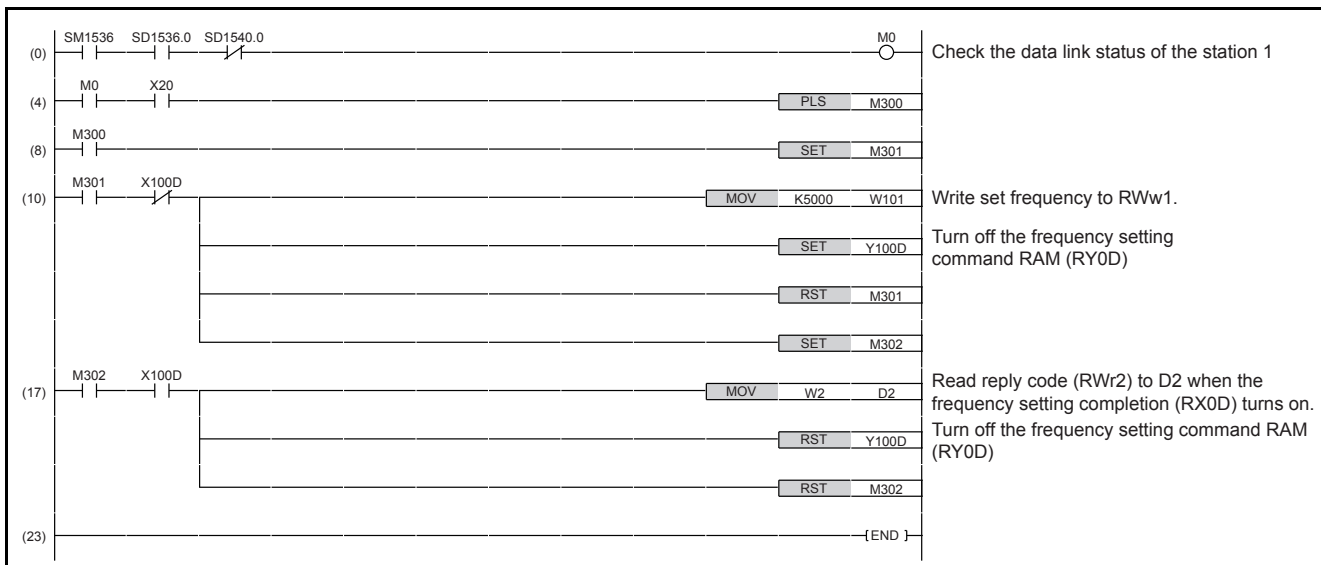 SM1536 SD1536.0 SD1540.0 M0
(0) Check the data link status of the station 1
M0 X20
(4) PLS M300
M300
(8) SET M301
M301 X100D
(10) MOV K5000 W101 Write set frequency to RWw1.
SET Y100D Turn off the frequency setting
command RAM (RY0D)
RST M301
SET M302
M302 X100D
(17) MOV W2 D2 Read reply code (RWr2) to D2 when the
frequency setting completion (RX0D) turns on.
RST Y100D Turn off the frequency setting command RAM
(RY0D)
RST M302
(23) END